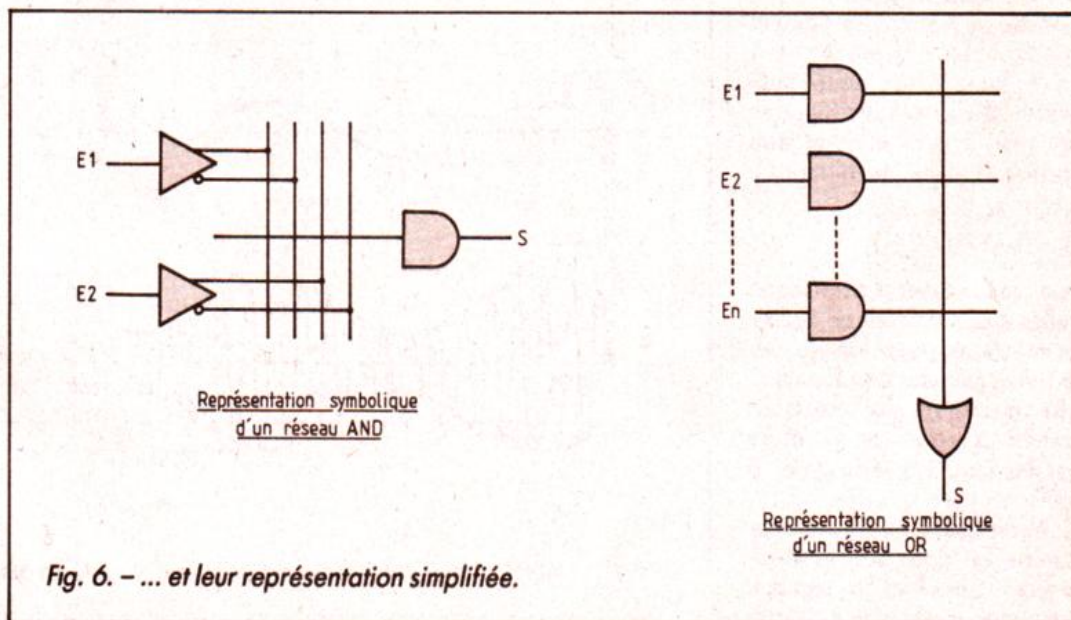 E1
E2
S
Représentation symbolique
d'un réseau AND
E1
E2
En
S
Représentation symbolique
d'un réseau OR
Fig. 6. – ... et leur représentation simplifiée.